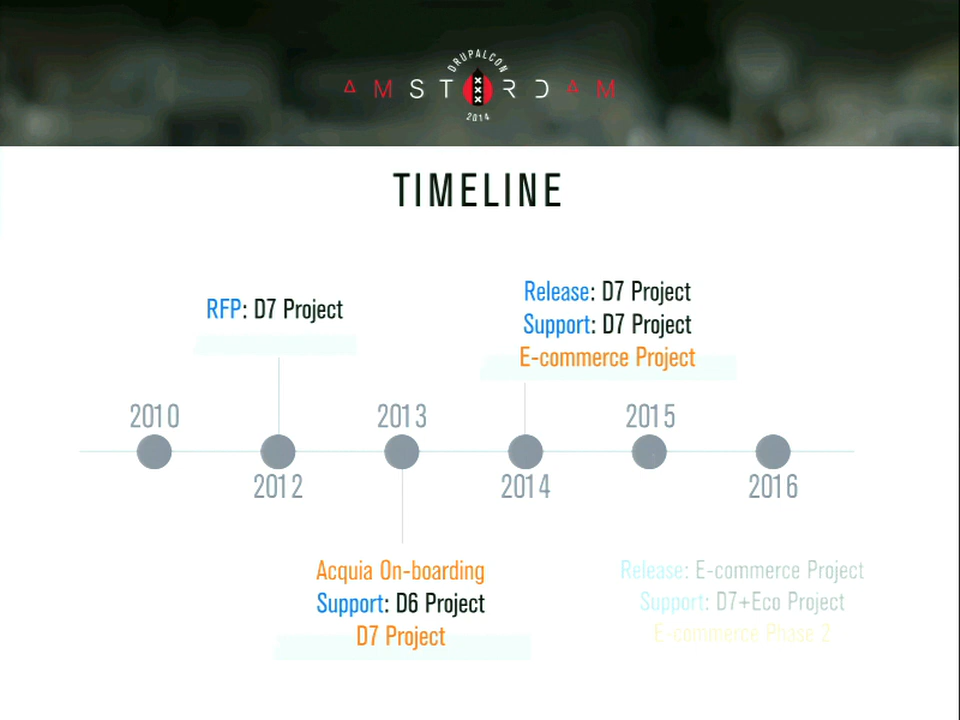 DRUPALCON
AMSTERDAM
2014
TIMELINE
RFP: D7 Project
Release: D7 Project
Support: D7 Project
E-commerce Project
2010
2013
2015
2012
2014
2016
Acquia On-boarding
Support: D6 Project
D7 Project
Release: E-commerce Project
Support: D7+Eco Project
E-commerce Phase 2